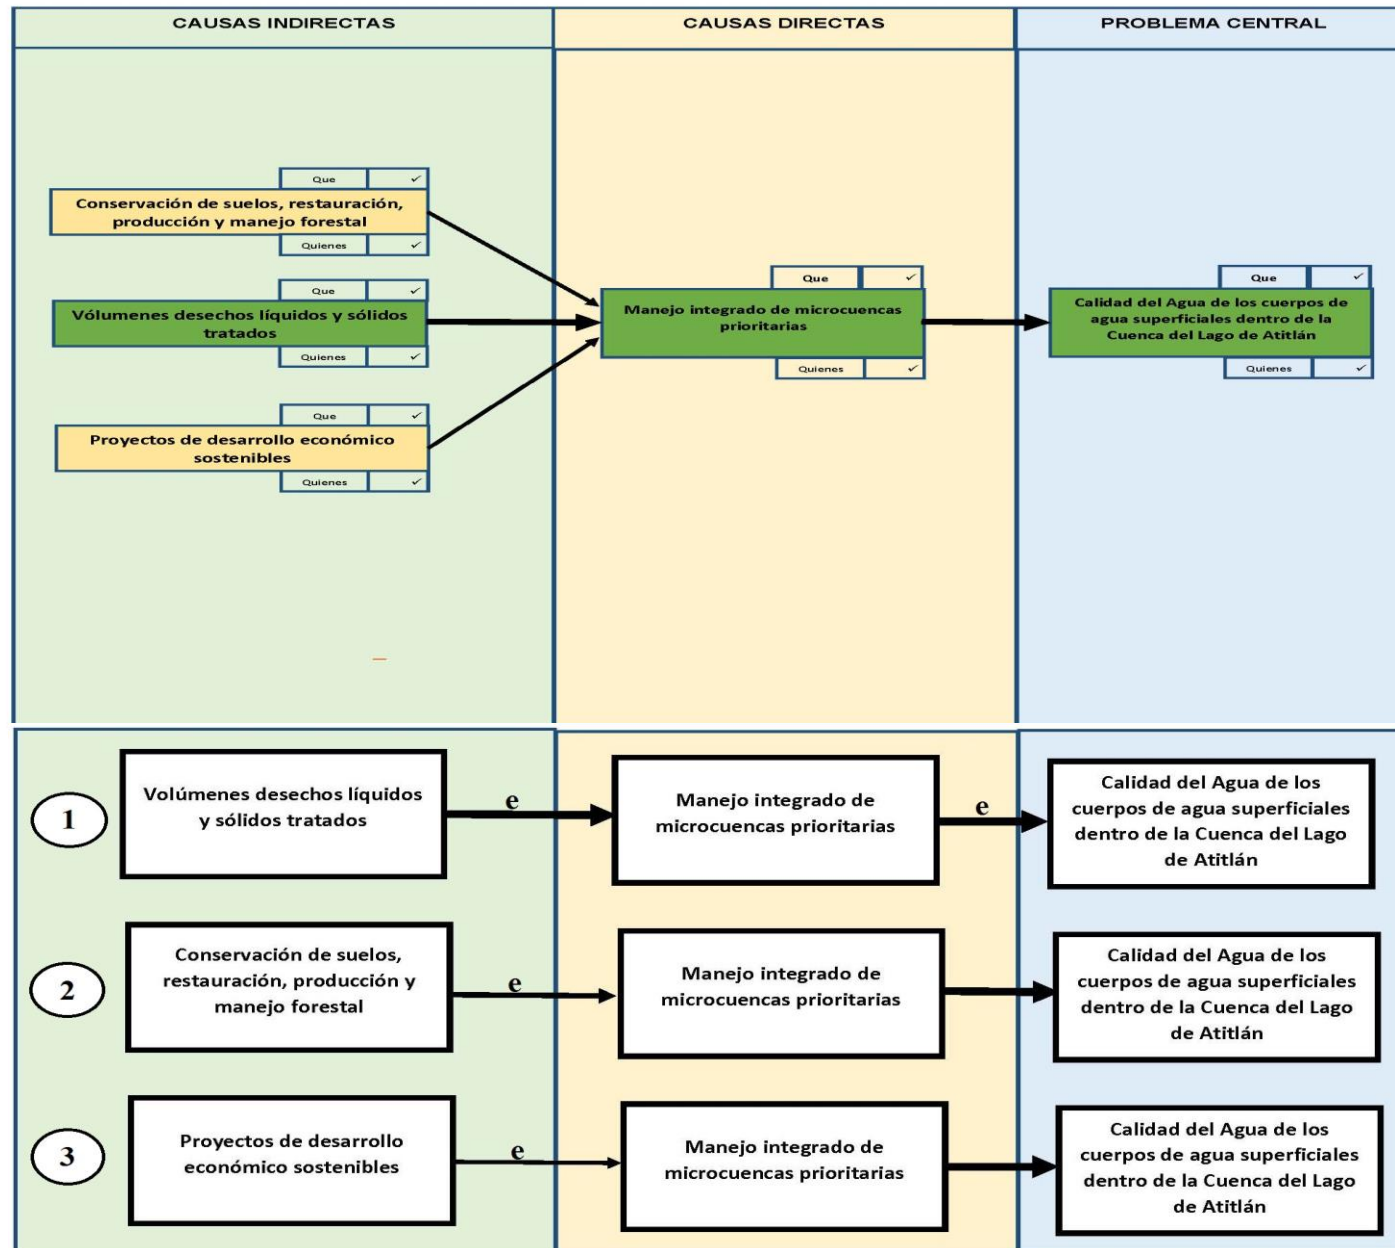 CAUSAS INDIRECTAS
CAUSAS DIRECTAS
PROBLEMA CENTRAL
Que ✓
Conservación de suelos, restauración,
producción y manejo forestal
Quienes ✓
Que ✓
Vólumenes desechos líquidos y sólidos
tratados
Quienes ✓
Que ✓
Proyectos de desarrollo económico
sostenibles
Quienes ✓
Que ✓
Manejo integrado de microcuencas
prioritarias
Quienes ✓
Que ✓
Calidad del Agua de los cuerpos de
agua superficiales dentro de la
Cuenca del Lago de Atitlán
Quienes ✓
1
Volúmenes desechos líquidos
y sólidos tratados
e
Manejo integrado de
microcuencas prioritarias
e
Calidad del Agua de los
cuerpos de agua superficiales
dentro de la Cuenca del Lago
de Atitlán
2
Conservación de suelos,
restauración, producción y
manejo forestal
e
Manejo integrado de
microcuencas prioritarias
Calidad del Agua de los
cuerpos de agua superficiales
dentro de la Cuenca del Lago
de Atitlán
3
Proyectos de desarrollo
económico sostenibles
e
Manejo integrado de
microcuencas prioritarias
Calidad del Agua de los
cuerpos de agua superficiales
dentro de la Cuenca del Lago
de Atitlán